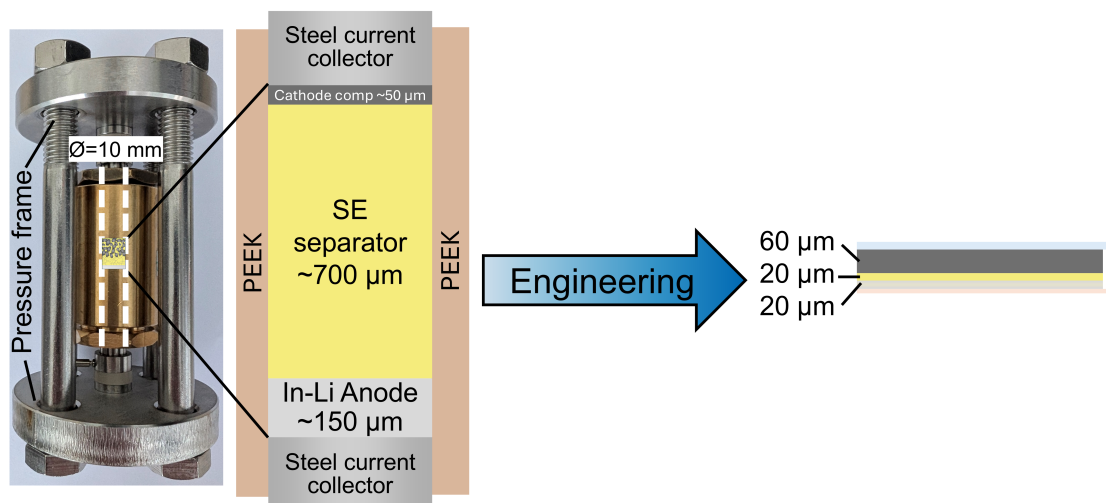 Pressure frame
Ø=10 mm
PEEK
Steel current
collector
Cathode comp ~50 µm
SE
separator
~700 µm
In-Li Anode
~150 µm
Steel current
collector
PEEK
Engineering
60 µm
20 µm
20 µm